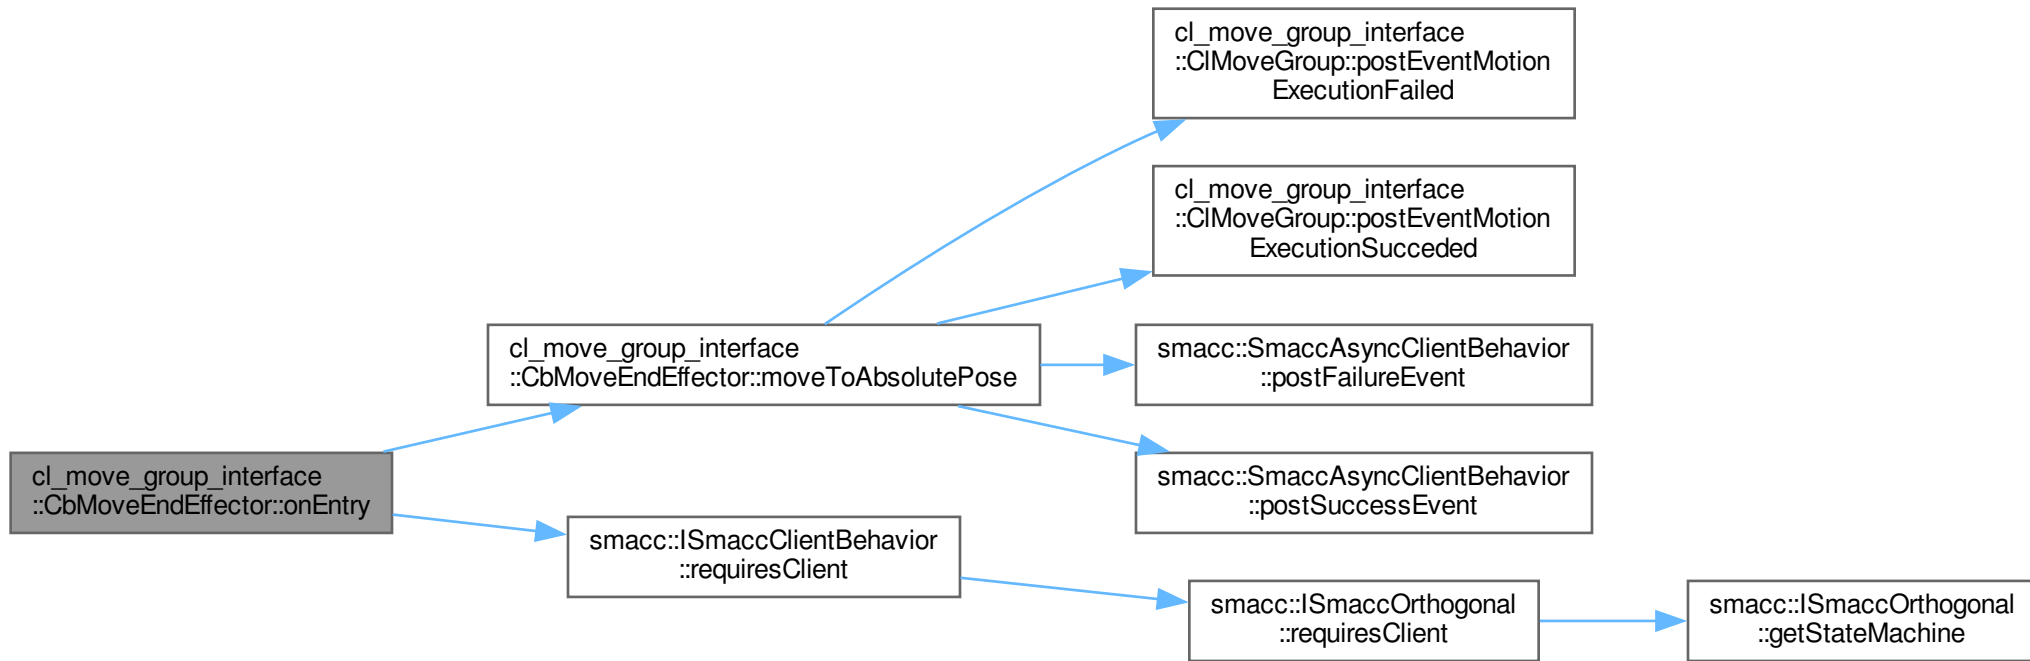 cl_move_group_interface
::ClMoveGroup::postEventMotion
ExecutionFailed
cl_move_group_interface
::ClMoveGroup::postEventMotion
ExecutionSucceded
cl_move_group_interface
::CbMoveEndEffector::moveToAbsolutePose
smacc::SmaccAsyncClientBehavior
::postFailureEvent
cl_move_group_interface
::CbMoveEndEffector::onEntry
smacc::SmaccAsyncClientBehavior
::postSuccessEvent
smacc::ISmaccClientBehavior
::requiresClient
smacc::ISmaccOrthogonal
::requiresClient
smacc::ISmaccOrthogonal
::getStateMachine